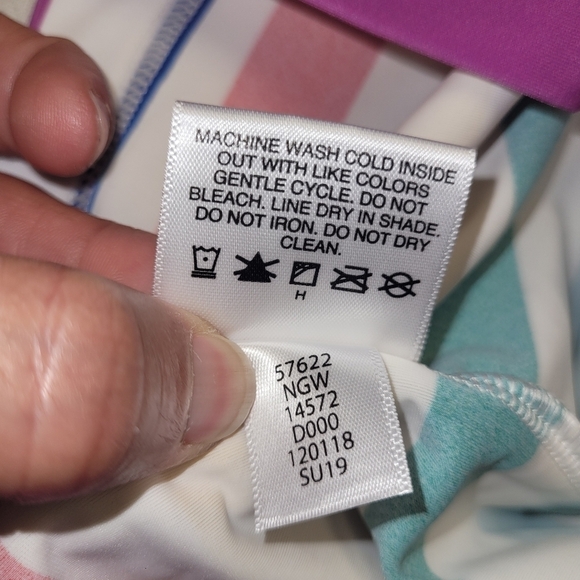 MACHINE WASH COLD INSIDE
OUT WITH LIKE COLORS
GENTLE CYCLE. DO NOT
BLEACH. LINE DRY IN SHADE.
DO NOT IRON. DO NOT DRY
CLEAN.
H
57622
NGW
14572
D000
120118
SU19